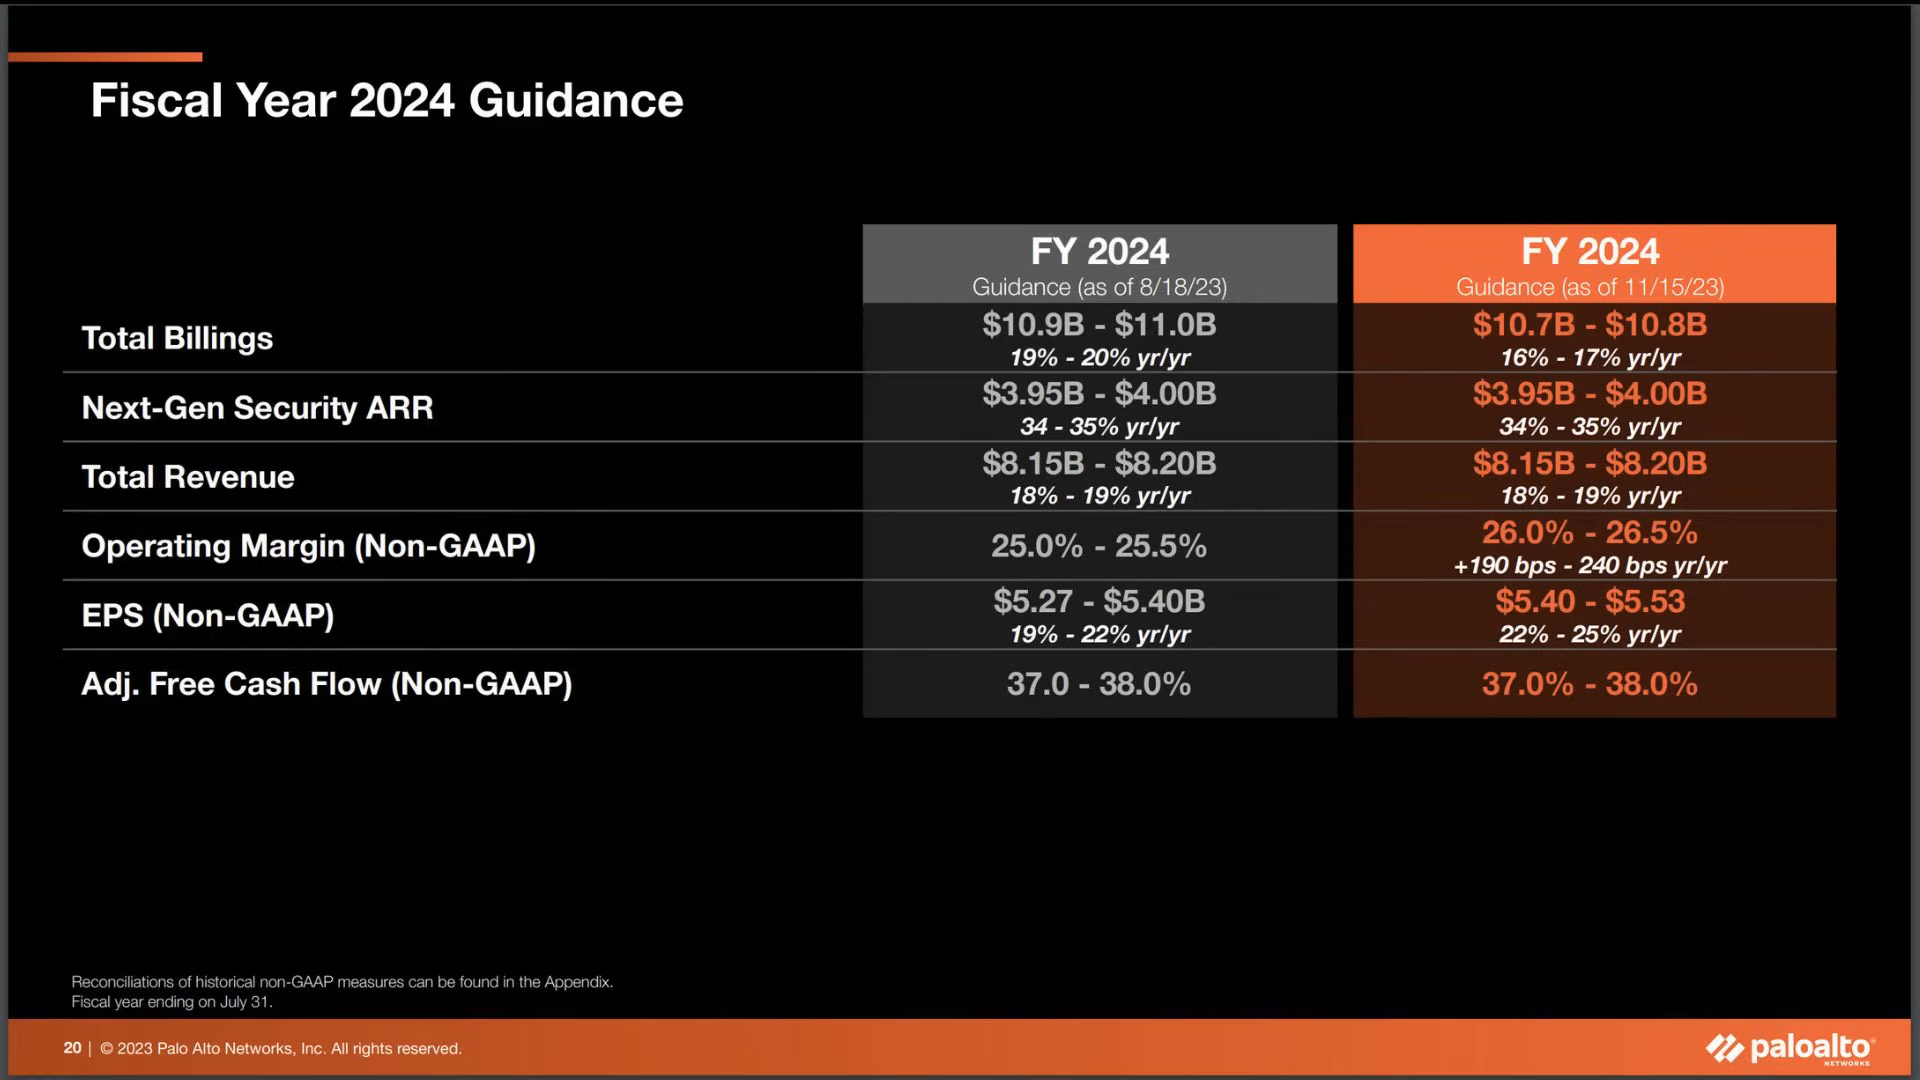 Fiscal Year 2024 Guidance
FY 2024 FY 2024
Guidance (as of 8/18/23) Guidance (as of 11/15/23)
Total Billings $10.9B - $11.0B $10.7B - $10.8B
19% - 20% yr/yr 16% - 17% yr/yr
Next-Gen Security ARR $3.95B - $4.00B $3.95B - $4.00B
34 - 35% yr/yr 34% - 35% yr/yr
Total Revenue $8.15B - $8.20B $8.15B - $8.20B
18% - 19% yr/yr 18% - 19% yr/yr
Operating Margin (Non-GAAP) 25.0% - 25.5% 26.0% - 26.5%
+190 bps - 240 bps yr/yr
EPS (Non-GAAP) $5.27 - $5.40B $5.40 - $5.53
19% - 22% yr/yr 22% - 25% yr/yr
Adj. Free Cash Flow (Non-GAAP) 37.0 - 38.0% 37.0% - 38.0%
Reconciliations of historical non-GAAP measures can be found in the Appendix.
Fiscal year ending on July 31.
20 | © 2023 Palo Alto Networks, Inc. All rights reserved.
paloalto®
NETWORKS